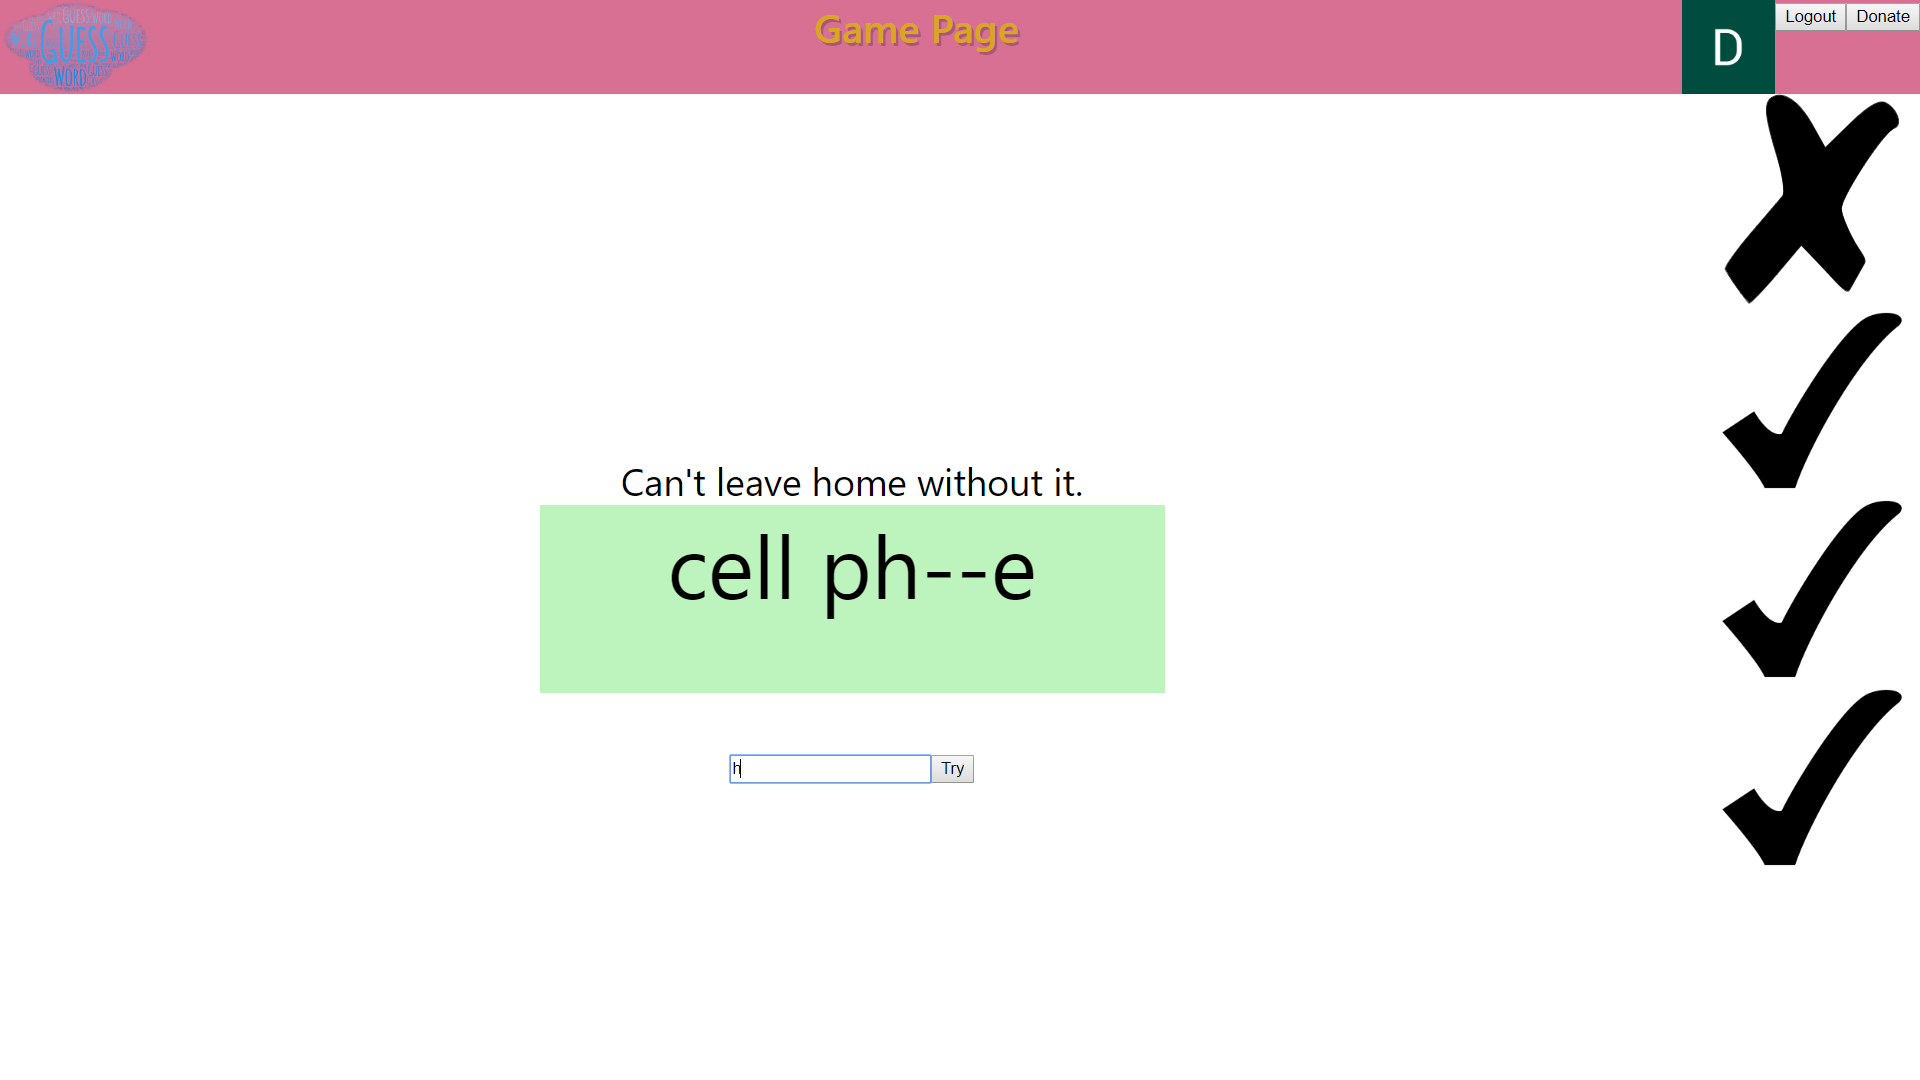 GUESS
WORD
Game Page
D
Logout
Donate
Can't leave home without it.
cell ph--e
h
Try